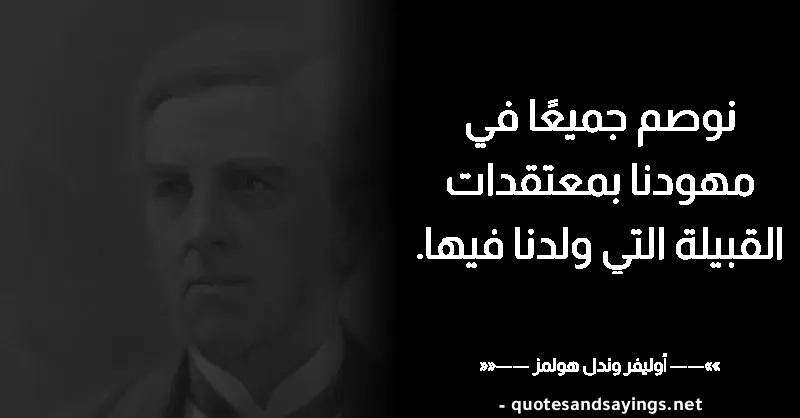 نوصم جميعًا في
مهودنا بمعتقدات
القبيلة التي ولدنا فيها.
»»—— أوليفر وندل هولمز ——««
- quotesandsayings.net